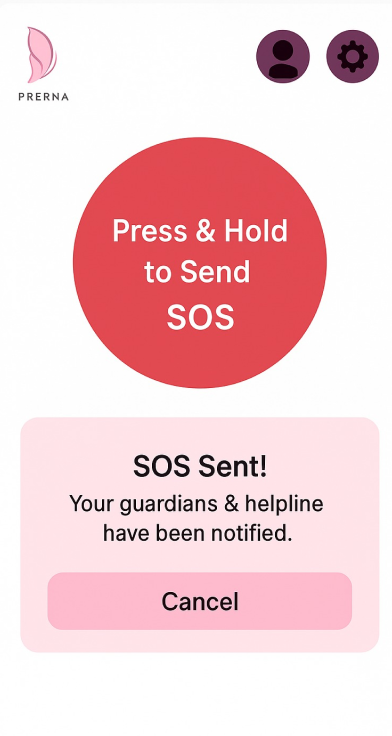 PRERNA
Press & Hold
to Send
SOS
SOS Sent!
Your guardians & helpline
have been notified.
Cancel